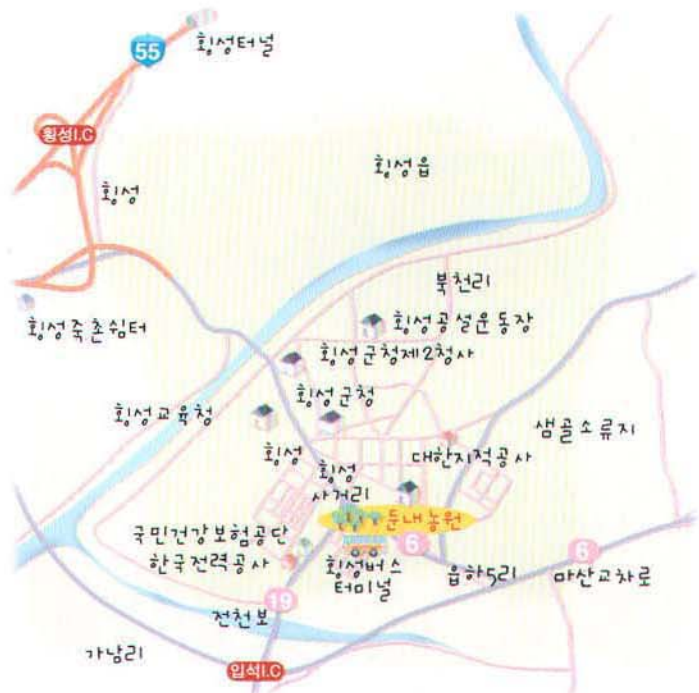 55
횡성터널
횡성I.C
횡성읍
횡성
북천리
횡성공설운동장
횡성죽촌쉼터
횡성군청제2청사
횡성군청
횡성교육청
샘골소류지
횡성
대한지적공사
횡성
사거리
둔내농원
국민건강보험공단
6
한국전력공사
횡성버스
터미널
읍하5리
6
마산교차로
19
전천보
가남리
입석I.C